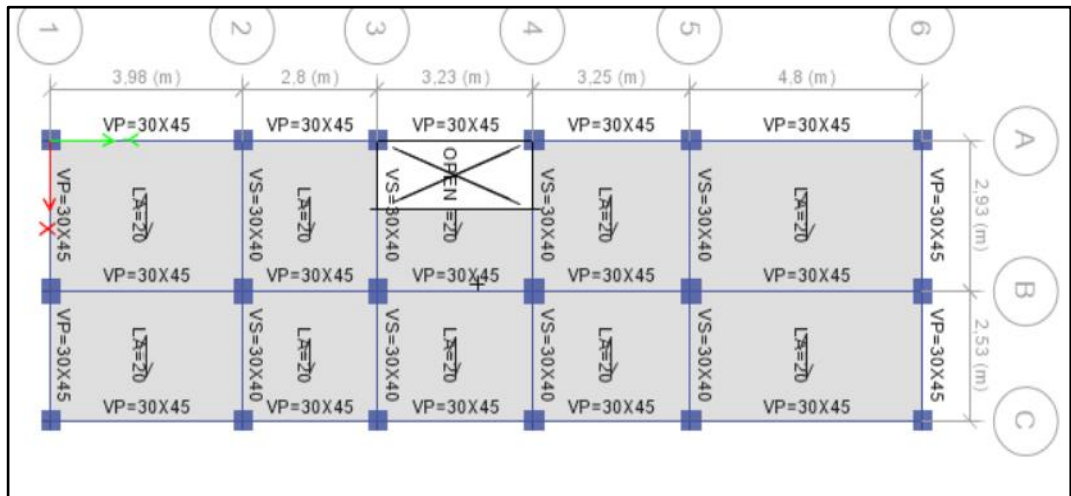 1 2 3 4 5 6
3,98 (m) 2,8 (m) 3,23 (m) 3,25 (m) 4,8 (m)
VP=30X45 VP=30X45 VP=30X45 VP=30X45 VP=30X45
A
VP=30X45 LA=20 VS=30X40 LA=20 VS=30X40 OPEN =20 VS=30X40 LA=20 VS=30X40 LA=20 VP=30X45 2,93 (m)
X
VP=30X45 VP=30X45 VP=30X45 VP=30X45 VP=30X45
B
VP=30X45 LA=20 VS=30X40 LA=20 VS=30X40 LA=20 VS=30X40 LA=20 VS=30X40 LA=20 VP=30X45 2,53 (m)
VP=30X45 VP=30X45 VP=30X45 VP=30X45 VP=30X45
C